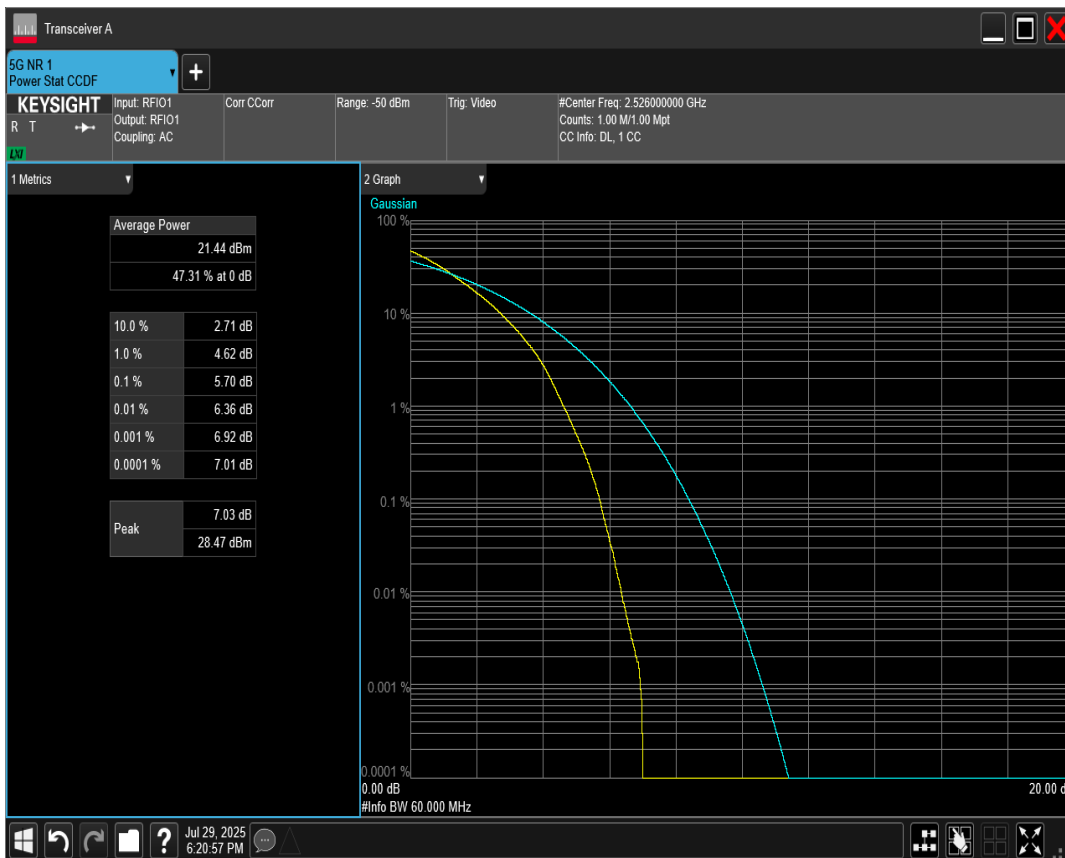 Transceiver A
5G NR 1
Power Stat CCDF
+
KEYSIGHT
R T
LXI
Input: RFIO1
Output: RFIO1
Coupling: AC
Corr CCorr
Range: -50 dBm
Trig: Video
#Center Freq: 2.526000000 GHz
Counts: 1.00 M/1.00 Mpt
CC Info: DL, 1 CC
1 Metrics
Average Power
21.44 dBm
47.31 % at 0 dB
10.0 % 2.71 dB
1.0 % 4.62 dB
0.1 % 5.70 dB
0.01 % 6.36 dB
0.001 % 6.92 dB
0.0001 % 7.01 dB
Peak
7.03 dB
28.47 dBm
2 Graph
Gaussian
100 %
10 %
1 %
0.1 %
0.01 %
0.001 %
0.0001 %
0.00 dB
20.00 d
#Info BW 60.000 MHz
?
Jul 29, 2025
6:20:57 PM